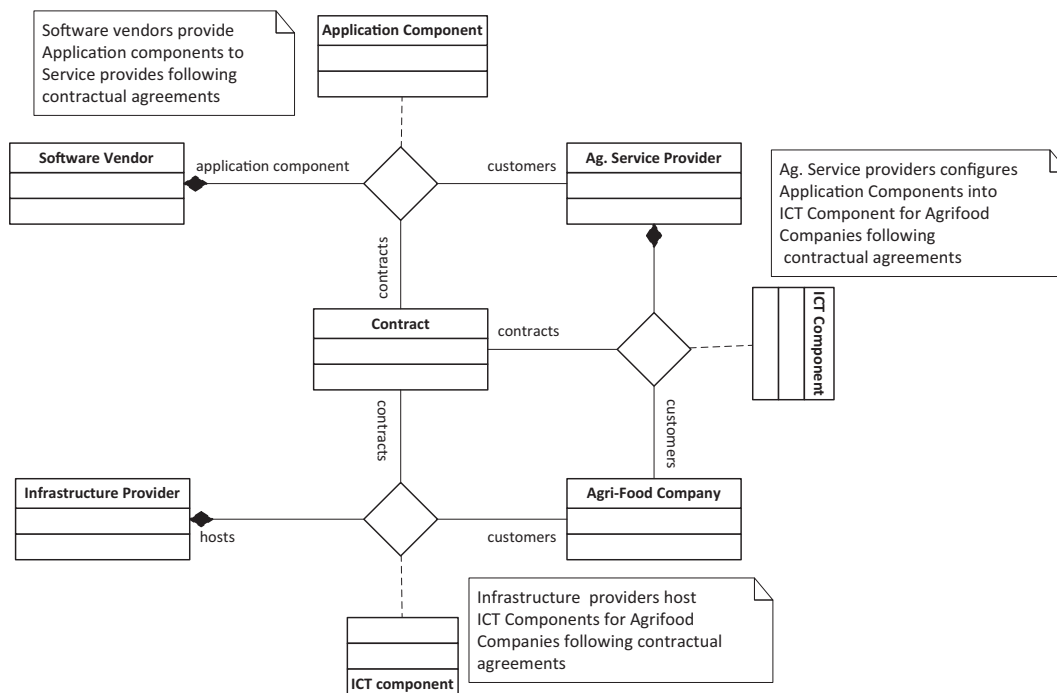 Software vendors provide
Application components to
Service provides following
contractual agreements
Application Component
Software Vendor
application component
customers
Ag. Service Provider
Ag. Service providers configures
Application Components into
ICT Component for Agrifood
Companies following
contractual agreements
contracts
Contract
contracts
ICT Component
contracts
customers
Infrastructure Provider
hosts
customers
Agri-Food Company
Infrastructure providers host
ICT Components for Agrifood
Companies following contractual
agreements
ICT component